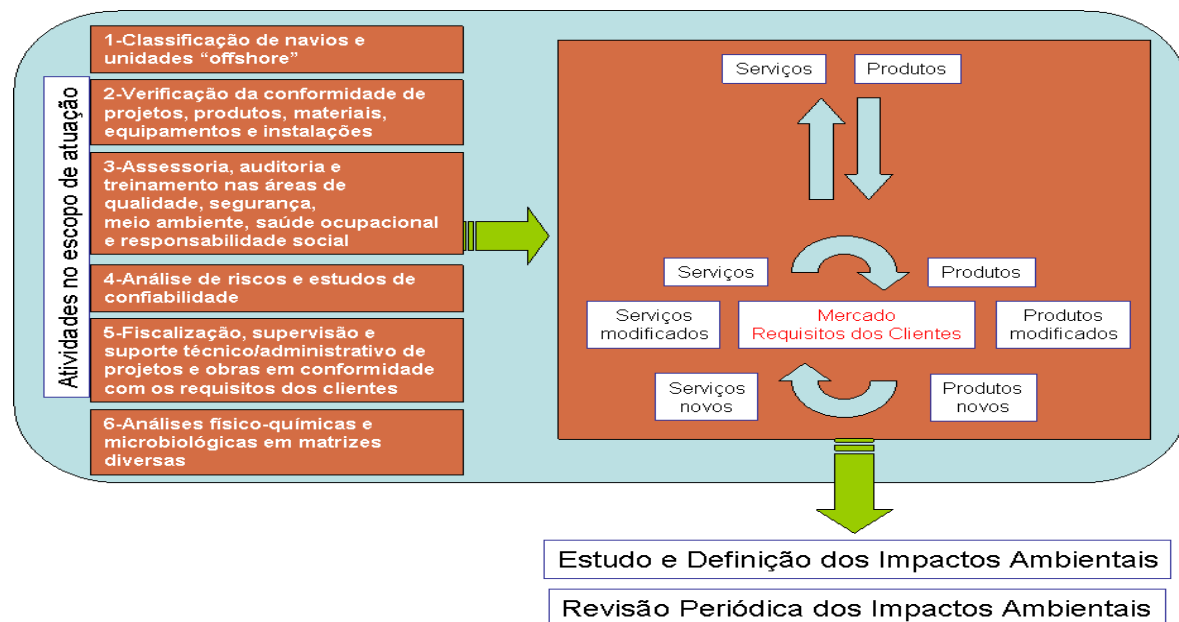 Atividades no escopo de atuação
1-Classificação de navios e
unidades “offshore”
2-Verificação da conformidade de
projetos, produtos, materiais,
equipamentos e instalações
3-Assessoria, auditoria e
treinamento nas áreas de
qualidade, segurança,
meio ambiente, saúde ocupacional
e responsabilidade social
4-Análise de riscos e estudos de
confiabilidade
5-Fiscalização, supervisão e
suporte técnico/administrativo de
projetos e obras em conformidade
com os requisitos dos clientes
6-Análises físico-químicas e
microbiológicas em matrizes
diversas
Serviços
Produtos
Serviços
Produtos
Serviços
modificados
Mercado
Requisitos dos Clientes
Produtos
modificados
Serviços
novos
Produtos
novos
Estudo e Definição dos Impactos Ambientais
Revisão Periódica dos Impactos Ambientais